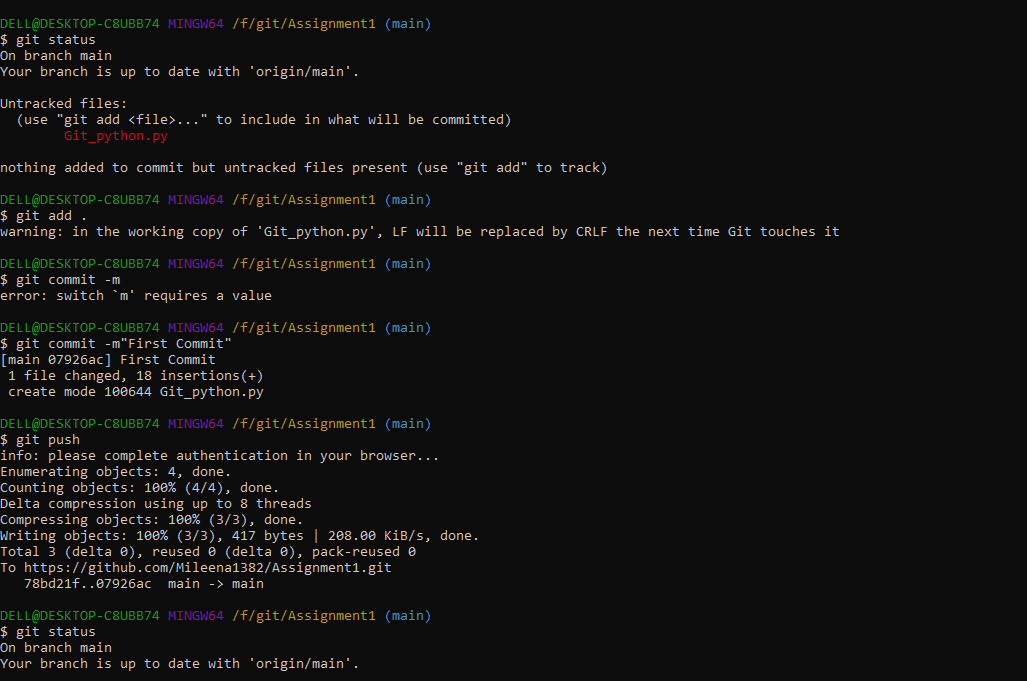 DELL@DESKTOP-C8UBB74 MINGW64 /f/git/Assignment1 (main)
$ git status
On branch main
Your branch is up to date with 'origin/main'.

Untracked files:
  (use "git add <file>..." to include in what will be committed)
        Git_python.py

nothing added to commit but untracked files present (use "git add" to track)

DELL@DESKTOP-C8UBB74 MINGW64 /f/git/Assignment1 (main)
$ git add .
warning: in the working copy of 'Git_python.py', LF will be replaced by CRLF the next time Git touches it

DELL@DESKTOP-C8UBB74 MINGW64 /f/git/Assignment1 (main)
$ git commit -m
error: switch `m' requires a value

DELL@DESKTOP-C8UBB74 MINGW64 /f/git/Assignment1 (main)
$ git commit -m"First Commit"
[main 07926ac] First Commit
 1 file changed, 18 insertions(+)
 create mode 100644 Git_python.py

DELL@DESKTOP-C8UBB74 MINGW64 /f/git/Assignment1 (main)
$ git push
info: please complete authentication in your browser...
Enumerating objects: 4, done.
Counting objects: 100% (4/4), done.
Delta compression using up to 8 threads
Compressing objects: 100% (3/3), done.
Writing objects: 100% (3/3), 417 bytes | 208.00 KiB/s, done.
Total 3 (delta 0), reused 0 (delta 0), pack-reused 0
To https://github.com/Mileena1382/Assignment1.git
   78bd21f..07926ac  main -> main

DELL@DESKTOP-C8UBB74 MINGW64 /f/git/Assignment1 (main)
$ git status
On branch main
Your branch is up to date with 'origin/main'.